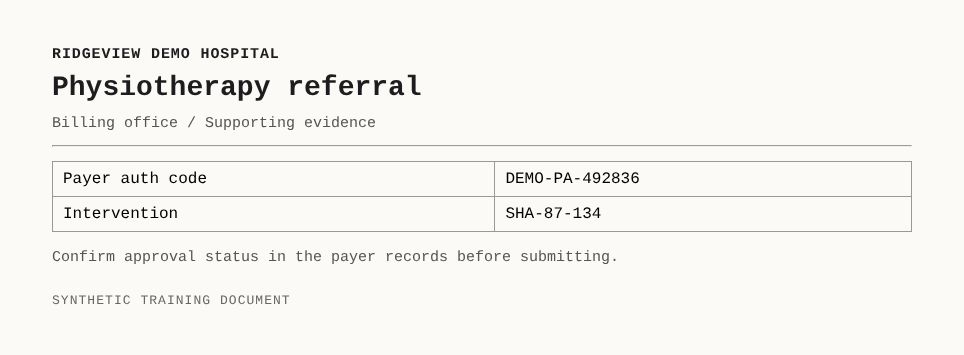 RIDGEVIEW DEMO HOSPITAL
Physiotherapy referral
Billing office / Supporting evidence
Payer auth code DEMO-PA-492836
Intervention SHA-87-134
Confirm approval status in the payer records before submitting.
SYNTHETIC TRAINING DOCUMENT